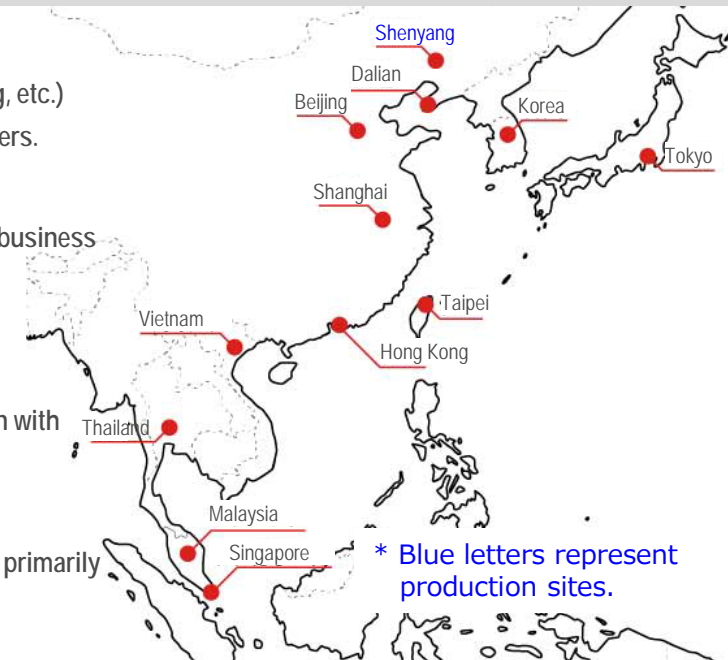 Shenyang
Dalian
g, etc.)
Beijing
Korea
ers.
Tokyo
Shanghai
business
Taipei
Vietnam
Hong Kong
n with
Thailand
Malaysia
Singapore
primarily
* Blue letters represent
production sites.